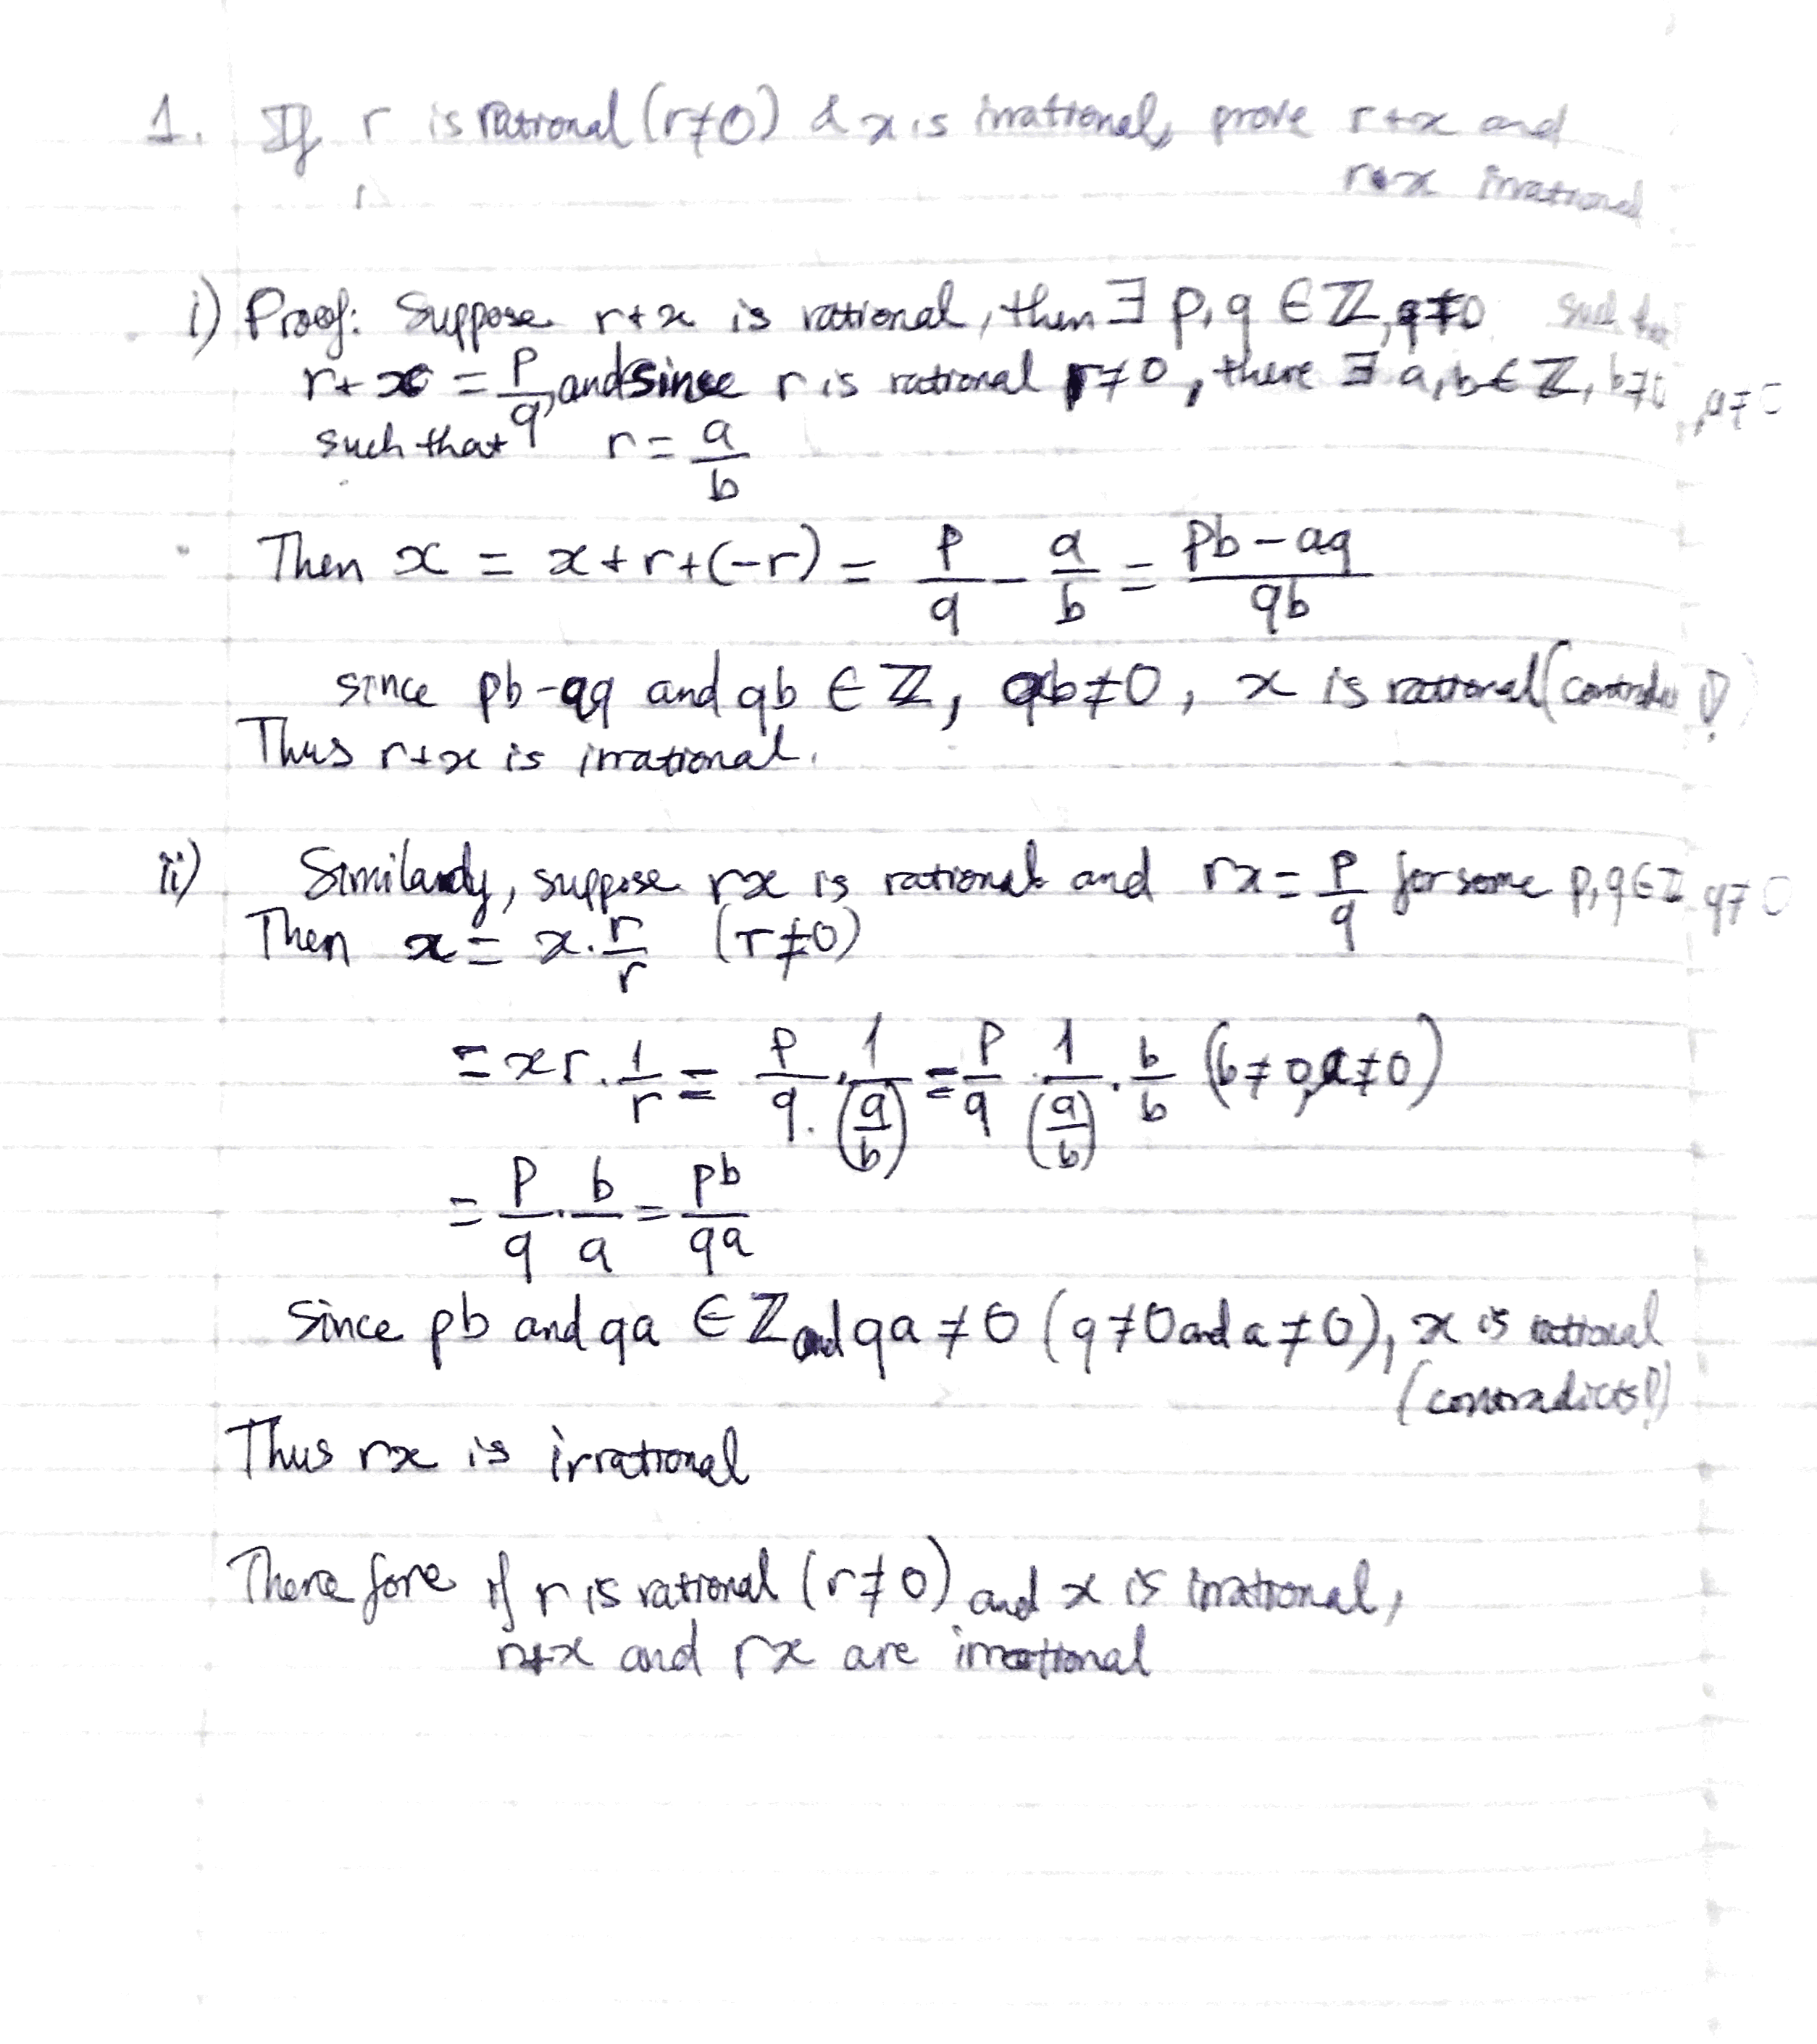 1. If r is rational (r≠0) & x is irrational, prove r+x and
r·x irrational
i) Proof: Suppose r+x is rational, then ∃ p,q ∈ ℤ, q≠0 such that
r+x = p/q, and since r is rational r≠0, there ∃ a,b ∈ ℤ, b≠0, a≠0
such that r = a/b
Then x = x+r+(-r) = p/q - a/b = pb-aq/qb
since pb-aq and qb ∈ ℤ, qb≠0, x is rational (contradicts!)
Thus r+x is irrational.
ii) Similarly, suppose rx is rational and rx = p/q for some p,q ∈ ℤ q≠0
Then x = x · r/r (r≠0)
= xr · 1/r = p/q · 1/(a/b) = p/q · 1/(a/b) · b/b (b≠0, a≠0)
= p/q · b/a = pb/qa
Since pb and qa ∈ ℤ and qa≠0 (q≠0 and a≠0), x is rational
(contradicts!)
Thus rx is irrational
Therefore if r is rational (r≠0) and x is irrational,
r+x and rx are irrational